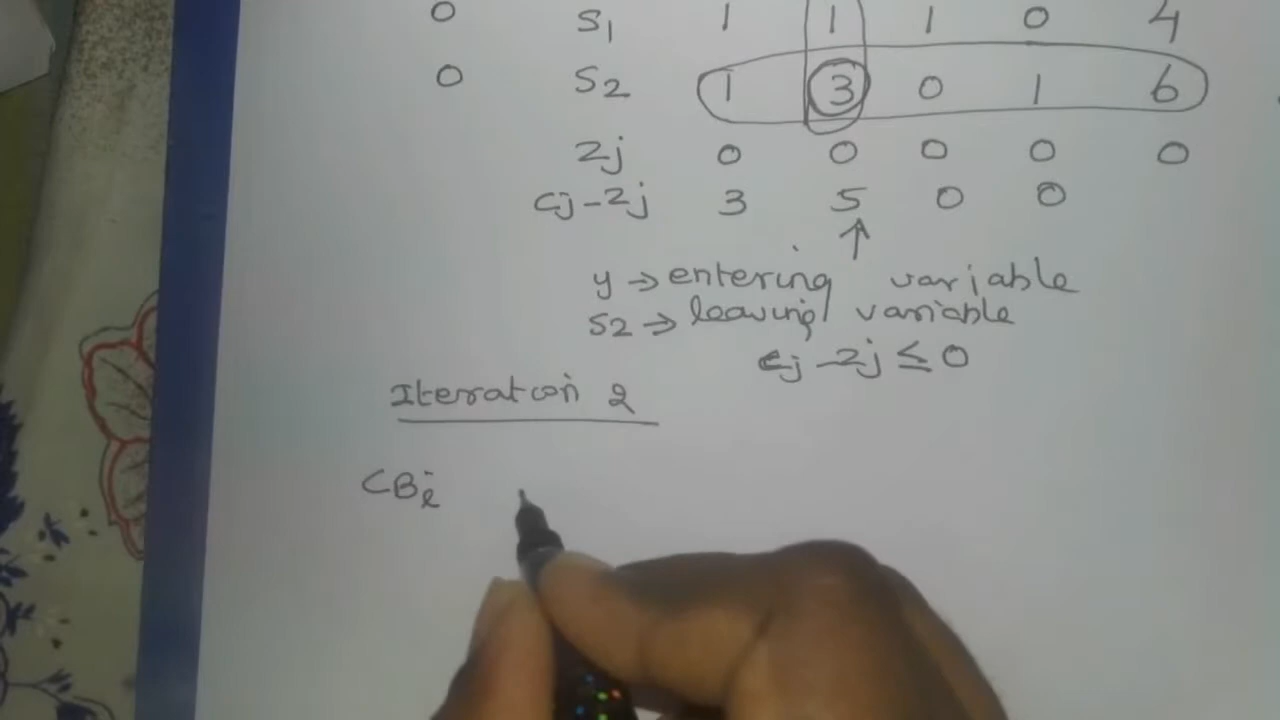 0 S1 1 1 1 0 4
0 S2 1 3 0 1 6
Zj 0 0 0 0 0
Cj-Zj 3 5 0 0
y → entering variable
S2 → leaving variable
Cj-Zj ≤ 0
Iteration 2
CBi